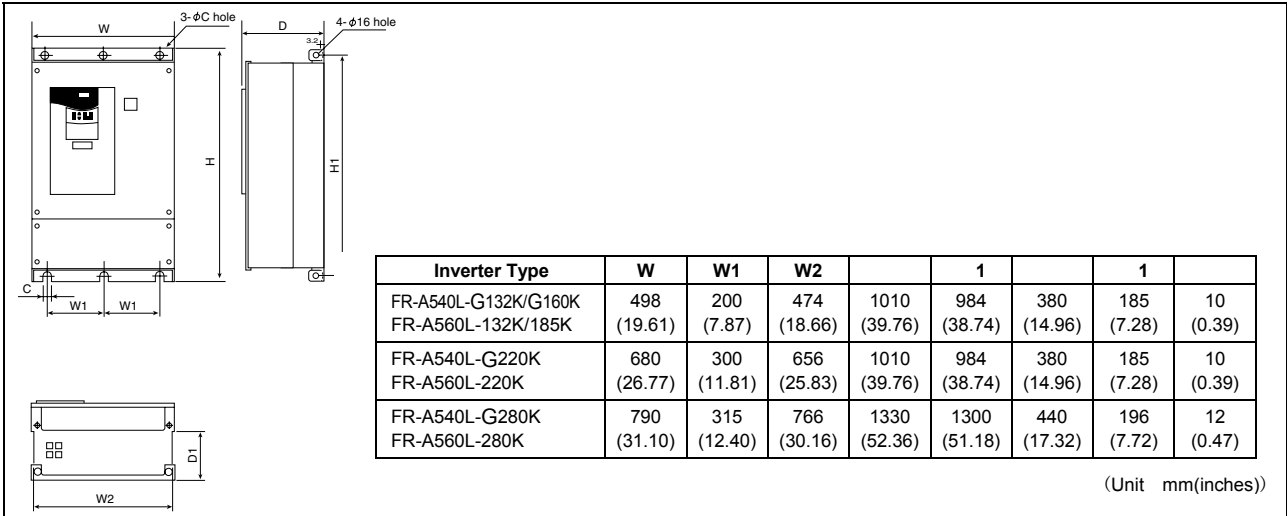 3-φC hole
W
D
4-φ16 hole
3.2
H
H1
C
W1 W1
D1
W2
Inverter Type W W1 W2 1 1
FR-A540L-G132K/G160K 498 200 474 1010 984 380 185 10
FR-A560L-132K/185K (19.61) (7.87) (18.66) (39.76) (38.74) (14.96) (7.28) (0.39)
FR-A540L-G220K 680 300 656 1010 984 380 185 10
FR-A560L-220K (26.77) (11.81) (25.83) (39.76) (38.74) (14.96) (7.28) (0.39)
FR-A540L-G280K 790 315 766 1330 1300 440 196 12
FR-A560L-280K (31.10) (12.40) (30.16) (52.36) (51.18) (17.32) (7.72) (0.47)
(Unit mm(inches))